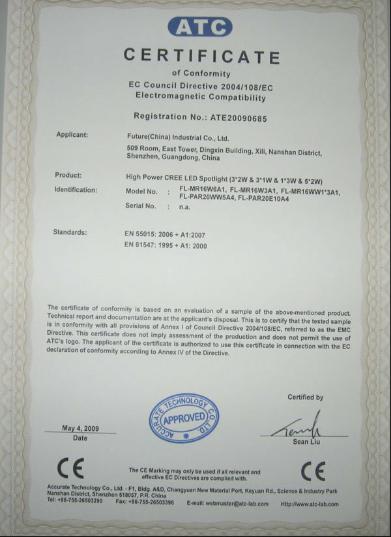 ATC
CERTIFICATE
of Conformity
EC Council Directive 2004/108/EC
Electromagnetic Compatibility
Registration No.: ATE20090685
Applicant: Future(China) Industrial Co., Ltd.
509 Room, East Tower, Dingxin Building, Xili, Nanshan District,
Shenzhen, Guangdong, China
Product: High Power CREE LED Spotlight (3*2W & 3*1W & 1*3W & 5*2W)
Identification: Model No. : FL-MR16W6A1, FL-MR16W3A1, FL-MR16WW1*3A1,
FL-PAR20WW5A4, FL-PAR20E10A4
Serial No. : n.a.
Standards: EN 55015: 2006 + A1:2007
EN 61547: 1995 + A1: 2000
The certificate of conformity is based on an evaluation of a sample of the above-mentioned product.
Technical report and documentation are at the applicant's disposal. This is to certify that the tested sample
is in conformity with all provisions of Annex I of Council Directive 2004/108/EC, referred to as the EMC
Directive. This certificate does not imply assessment of the production and does not permit the use of
ATC's logo. The applicant of the certificate is authorized to use this certificate in connection with the EC
declaration of conformity according to Annex IV of the Directive.
Certified by
ACCURATE TECHNOLOGY CO. LTD
APPROVED
May 4, 2009
Date
Sean Liu
CE
The CE Marking may only be used if all relevant and
effective EC Directives are complied with.
CE
Accurate Technology Co., Ltd. - F1, Bldg. A&D, Changyuan New Material Port, Keyuan Rd., Science & Industry Park
Nanshan District, Shenzhen 518057, P.R. China
Tel: +86-755-26503290 Fax: +86-755-26503396 E-mail: webmaster@atc-lab.com http://www.atc-lab.com